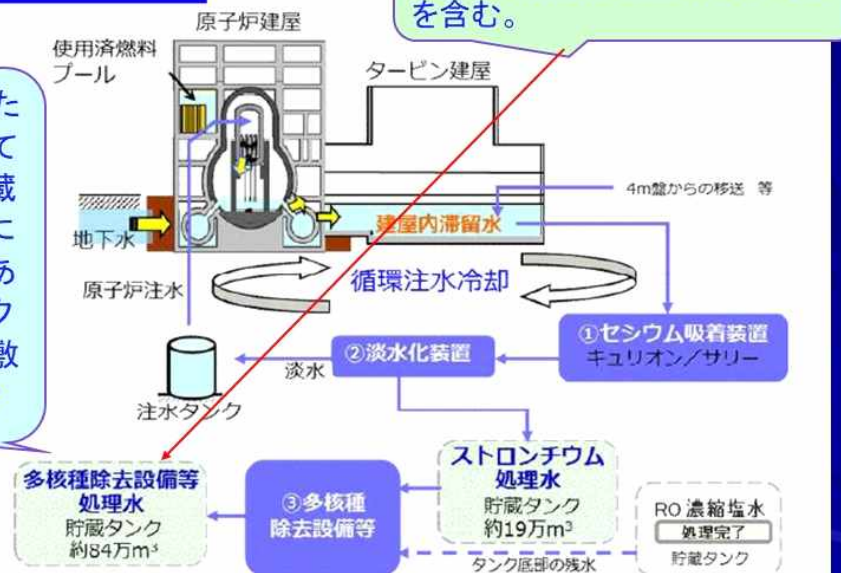 を含む。
原子炉建屋
使用済燃料
プール
タービン建屋
た
て
蔵
に
あ
ク
敷
4m盤からの移送 等
建屋内滞留水
地下水
原子炉注水
循環注水冷却
①セシウム吸着装置
キュリオン／サリー
②淡水化装置
淡水
注水タンク
多核種除去設備等
処理水
貯蔵タンク
約84万m³
③多核種
除去設備等
ストロンチウム
処理水
貯蔵タンク
約19万m³
RO 濃縮塩水
処理完了
貯蔵タンク
タンク底部の残水